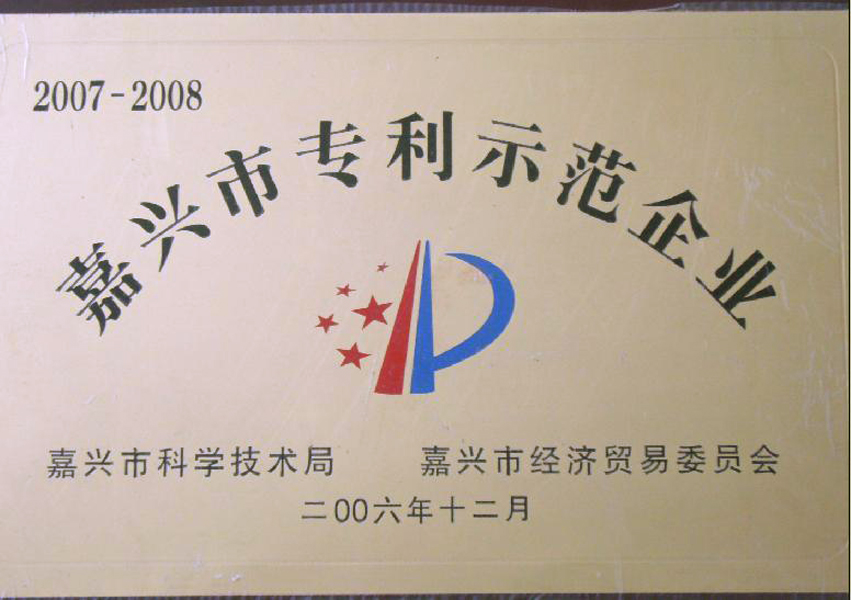 2007-2008
嘉兴市专利示范企业
嘉兴市科学技术局 嘉兴市经济贸易委员会
二00六年十二月